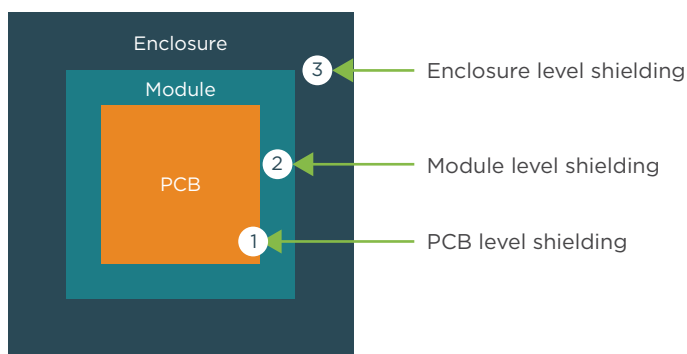 Enclosure
3
Enclosure level shielding
Module
2
Module level shielding
PCB
1
PCB level shielding